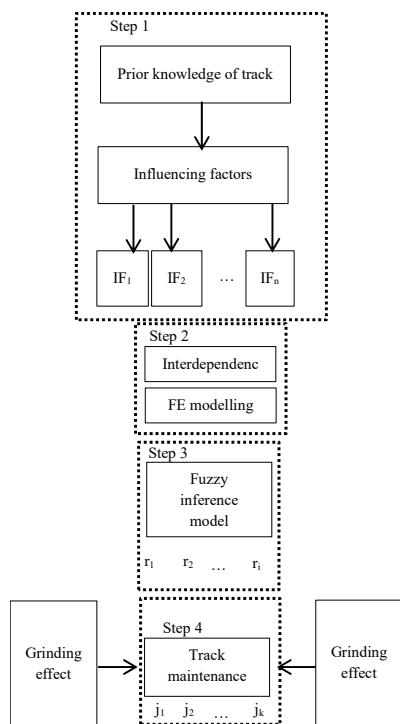 Step 1
Prior knowledge of track
Influencing factors
IF₁ IF₂ … IFₙ
Step 2
Interdependenc
FE modelling
Step 3
Fuzzy
inference
model
r₁ r₂ … rᵢ
Step 4
Grinding
effect
Track
maintenance
Grinding
effect
j₁ j₂ … jₖ